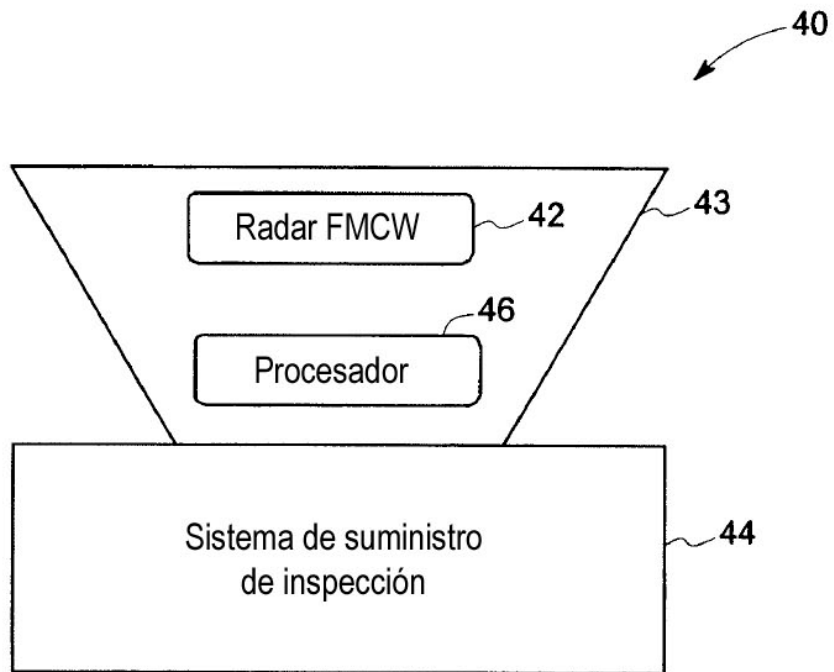 40
Radar FMCW
42
43
46
Procesador
Sistema de suministro
de inspección
44